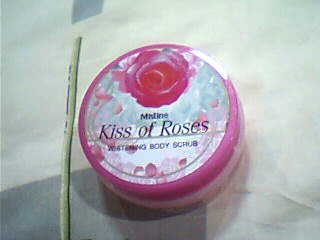 Mistine
Kiss of Roses
WHITENING BODY SCRUB